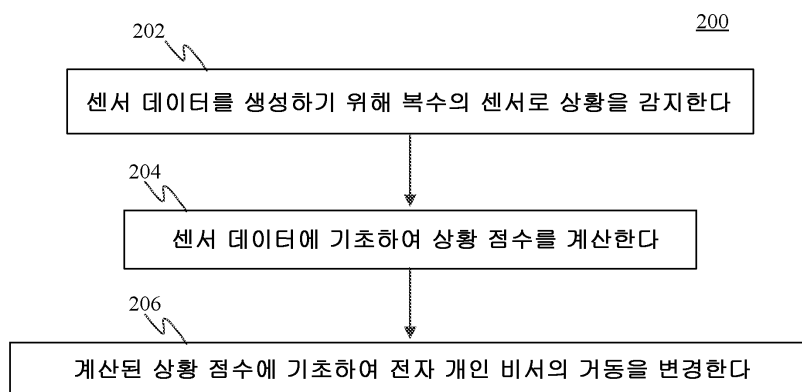 200
202
센서 데이터를 생성하기 위해 복수의 센서로 상황을 감지한다
204
센서 데이터에 기초하여 상황 점수를 계산한다
206
계산된 상황 점수에 기초하여 전자 개인 비서의 거동을 변경한다